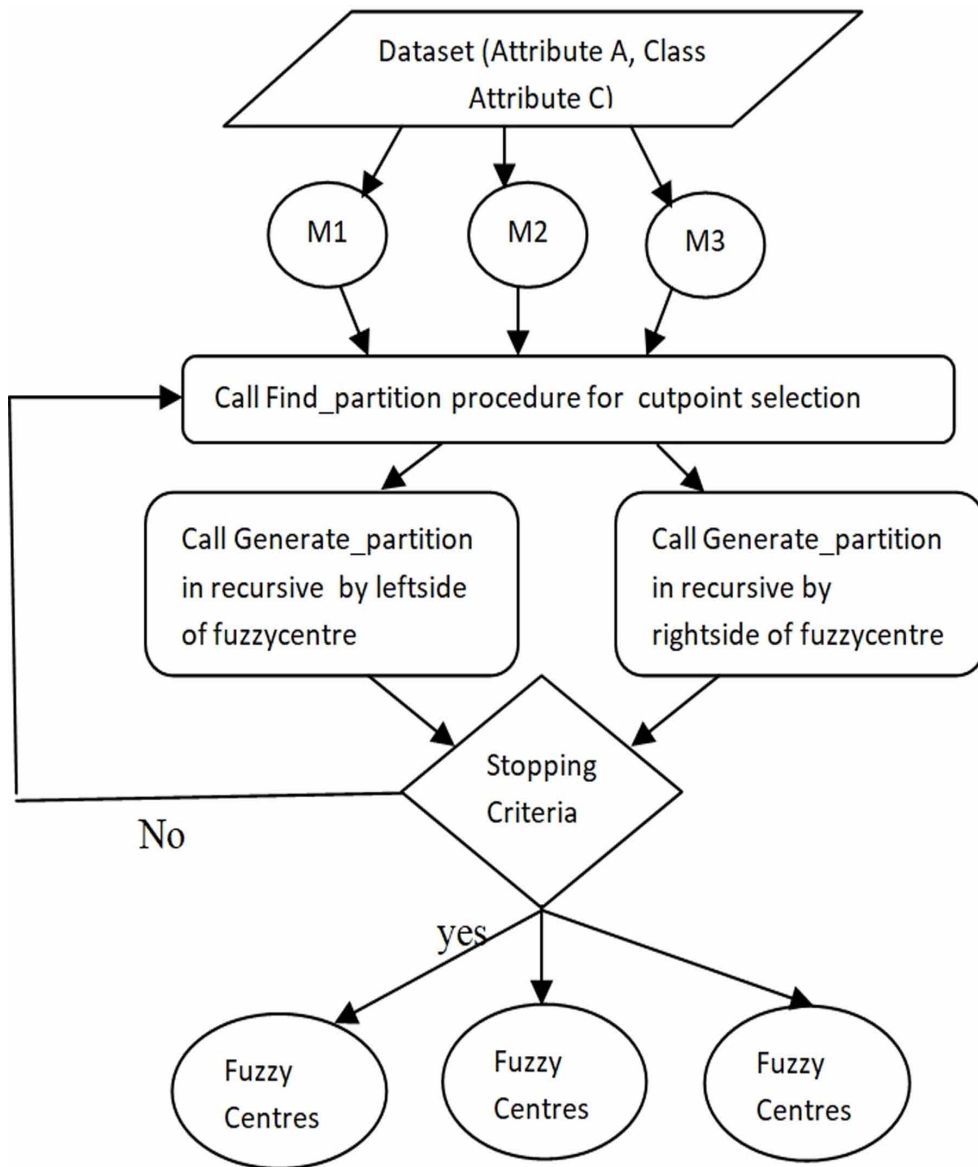 Dataset (Attribute A, Class
Attribute C)
M1
M2
M3
Call Find_partition procedure for cutpoint selection
Call Generate_partition
in recursive by leftside
of fuzzycentre
Call Generate_partition
in recursive by
rightside of fuzzycentre
Stopping
Criteria
No
yes
Fuzzy
Centres
Fuzzy
Centres
Fuzzy
Centres